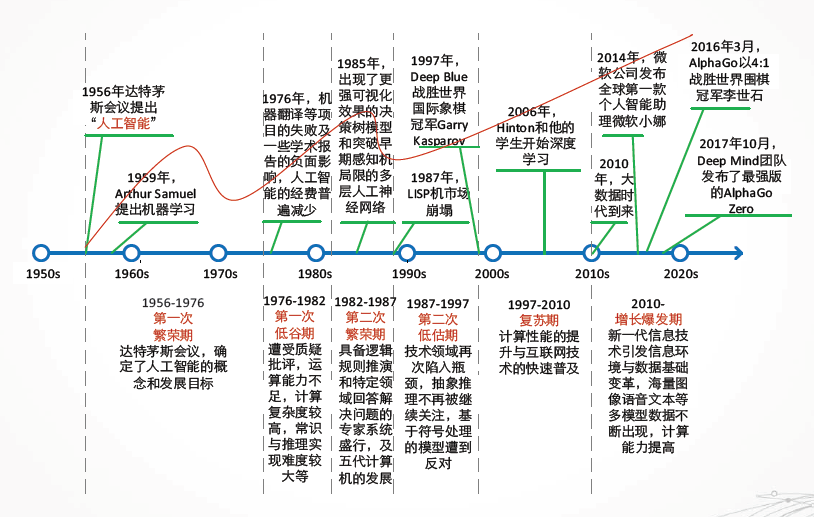 1956年达特茅
斯会议提出
“人工智能”
1959年，
Arthur Samuel
提出机器学习
1976年，机
器翻译等项
目的失败及
一些学术报
告的负面影
响，人工智
能的经费普
遍减少
1985年，
出现了更
强可视化
效果的决
策树模型
和突破早
期感知机
局限的多
层人工神
经网络
1997年，
Deep Blue
战胜世界
国际象棋
冠军Garry
Kasparov
1987年，
LISP机市场
崩塌
2006年，
Hinton和他的
学生开始深度
学习
2014年，微
软公司发布
全球第一款
个人智能助
理微软小娜
2010
年，大
数据时
代到来
2016年3月，
AlphaGo以4:1
战胜世界围棋
冠军李世石
2017年10月，
Deep Mind团队
发布了最强版
的AlphaGo
Zero
1950s
1960s
1970s
1980s
1990s
2000s
2010s
2020s
1956-1976
第一次
繁荣期
达特茅斯会议，确
定了人工智能的概
念和发展目标
1976-1982
第一次
低谷期
遭受质疑
批评，运
算能力不
足，计算
复杂度较
高，常识
与推理实
现难度较
大等
1982-1987
第二次
繁荣期
具备逻辑
规则推演
和特定领
域回答解
决问题的
专家系统
盛行，及
五代计算
机的发展
1987-1997
第二次
低估期
技术领域再
次陷入瓶
颈，抽象推
理不再被继
续关注，基
于符号处理
的模型遭到
反对
1997-2010
复苏期
计算性能的提
升与互联网技
术的快速普及
2010-
增长爆发期
新一代信息技
术引发信息环
境与数据基础
变革，海量图
像语音文本等
多模型数据不
断出现，计算
能力提高